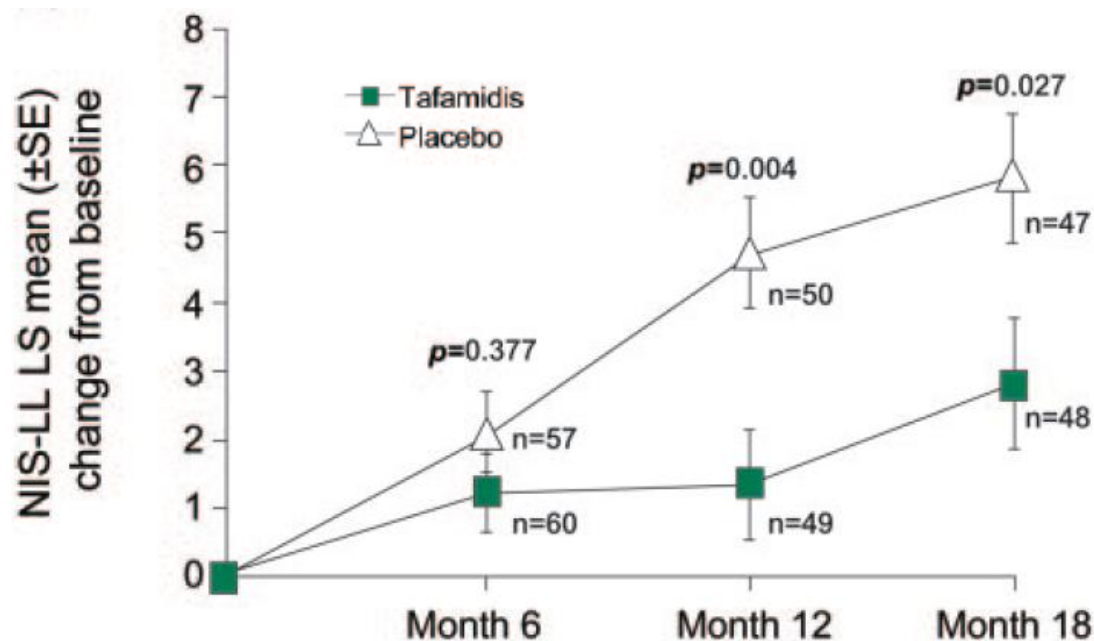 NIS-LL LS mean (±SE)
change from baseline
8
7
6
5
4
3
2
1
0
Tafamidis
Placebo
p=0.377
n=57
n=60
p=0.004
n=50
n=49
p=0.027
n=47
n=48
Month 6
Month 12
Month 18